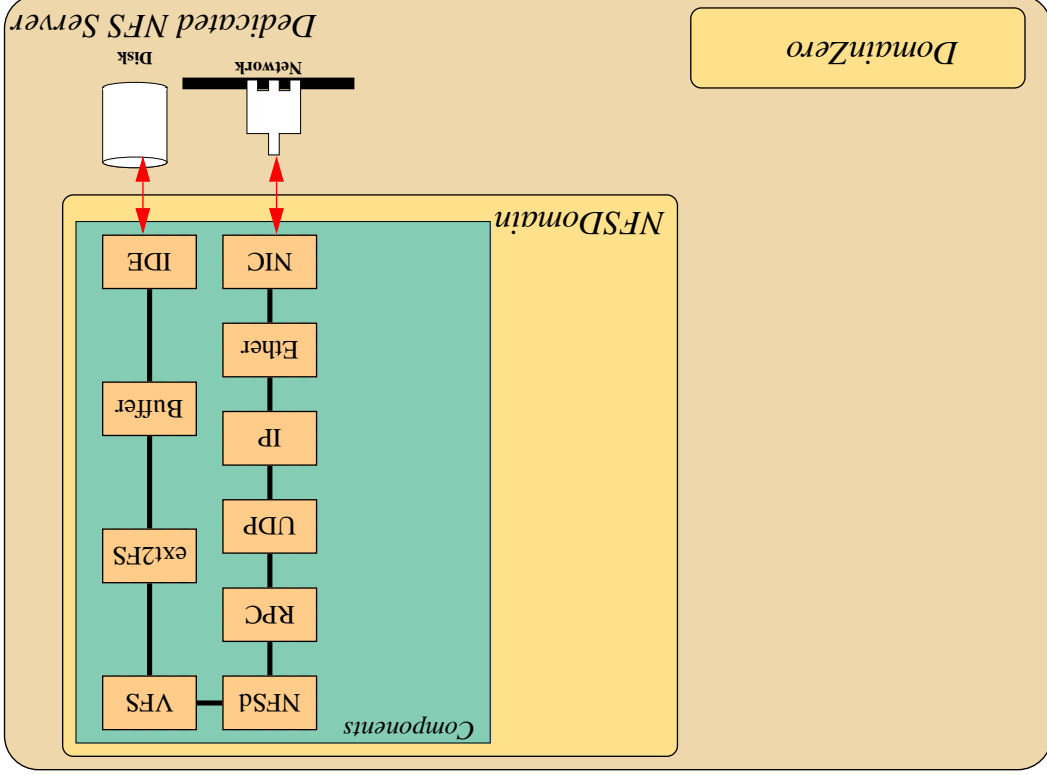 Components
NFSd
VFS
RPC
ext2FS
UDP
IP
Buffer
Ether
NIC
IDE
NFSDomain
Network
Disk
DomainZero
Dedicated NFS Server